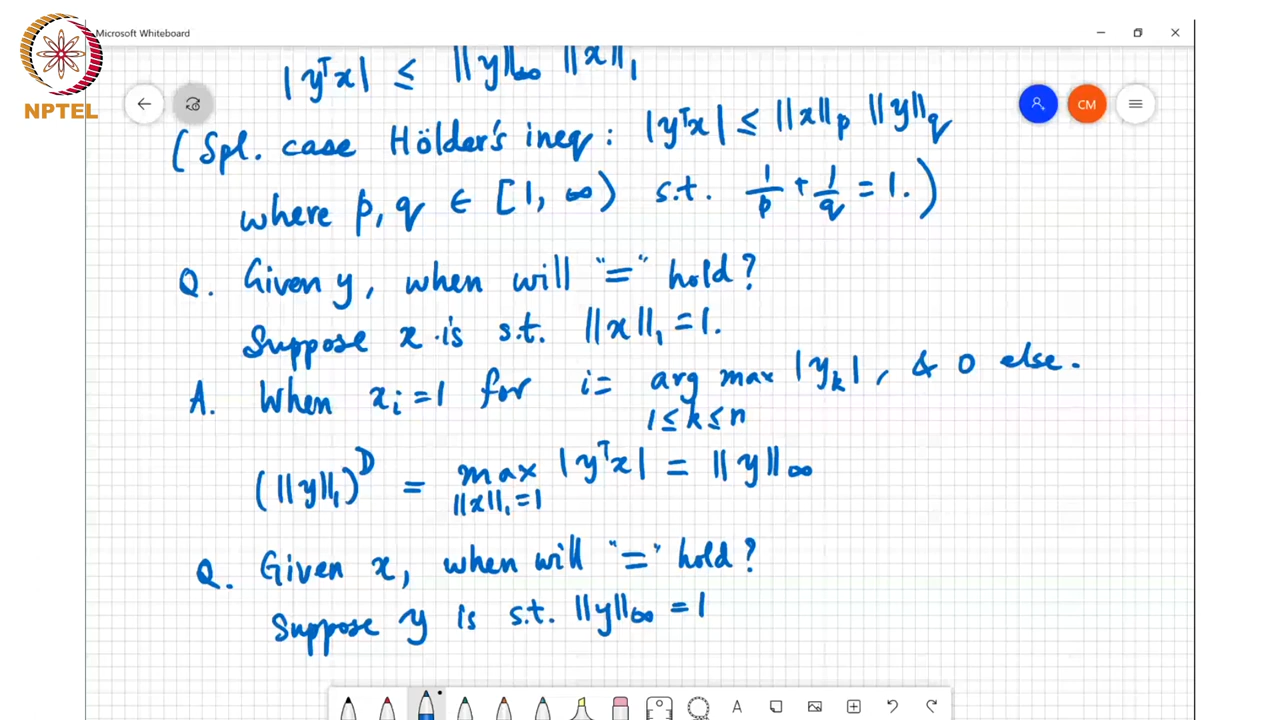 Microsoft Whiteboard
NPTEL
CM
|yᵀx| ≤ ||y||∞ ||x||₁
(Spl. case Hölder's ineq: |yᵀx| ≤ ||x||ₚ ||y||_q
where p, q ∈ [1, ∞) s.t. 1/p + 1/q = 1.)
Q. Given y, when will "=" hold?
Suppose x is s.t. ||x||₁ = 1.
A. When xᵢ = 1 for i = arg max |yₖ|, & 0 else.
1 ≤ k ≤ n
(||y||₁)ᴰ = max |yᵀx| = ||y||∞
||x||₁ = 1
Q. Given x, when will "=" hold?
Suppose y is s.t. ||y||∞ = 1
A